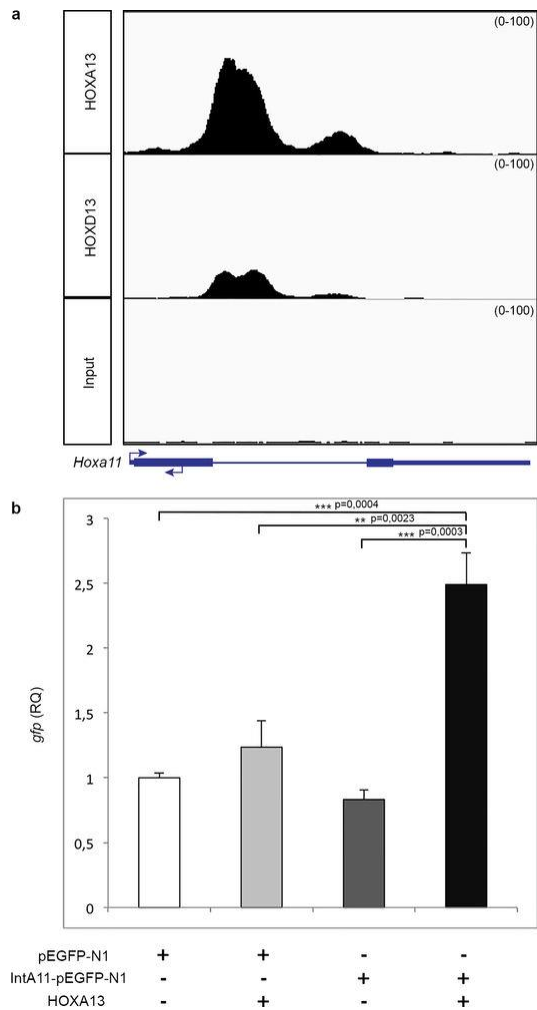 a
HOXA13
(0-100)
HOXD13
(0-100)
Input
(0-100)
Hoxa11
b
*** p=0,0004
** p=0,0023
*** p=0,0003
3
2,5
2
1,5
1
0,5
0
gfp (RQ)
pEGFP-N1 + + - -
IntA11-pEGFP-N1 - - + +
HOXA13 - + - +